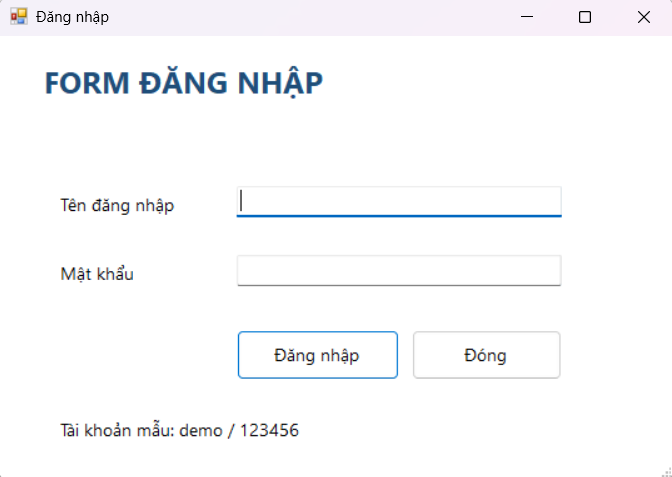 Đăng nhập
FORM ĐĂNG NHẬP
Tên đăng nhập
Mật khẩu
Đăng nhập Đóng
Tài khoản mẫu: demo / 123456